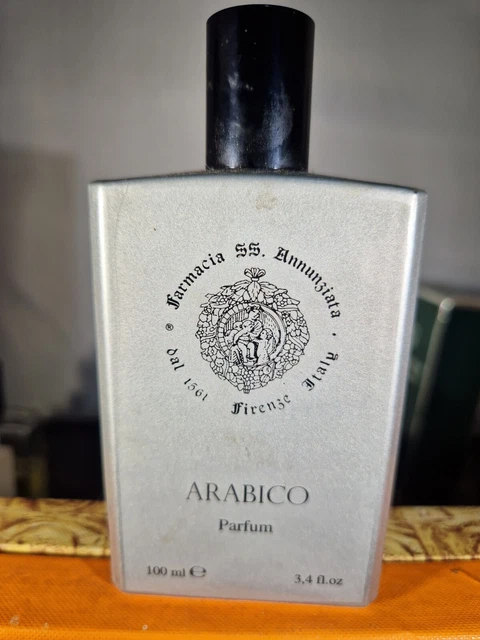 ® Farmacia SS. Annunziata ·
dal 1561 Firenze Italy
ARABICO
Parfum
100 ml ℮ 3,4 fl.oz